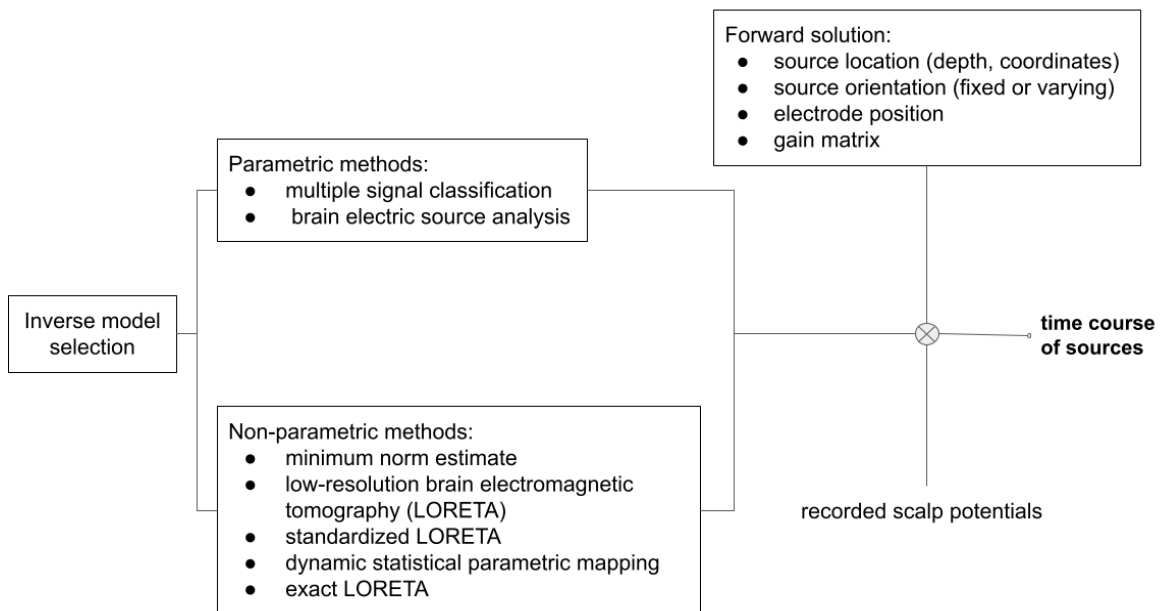 Forward solution:
● source location (depth, coordinates)
● source orientation (fixed or varying)
● electrode position
● gain matrix
Parametric methods:
● multiple signal classification
● brain electric source analysis
Inverse model
selection
time course
of sources
Non-parametric methods:
● minimum norm estimate
● low-resolution brain electromagnetic
tomography (LORETA)
● standardized LORETA
● dynamic statistical parametric mapping
● exact LORETA
recorded scalp potentials